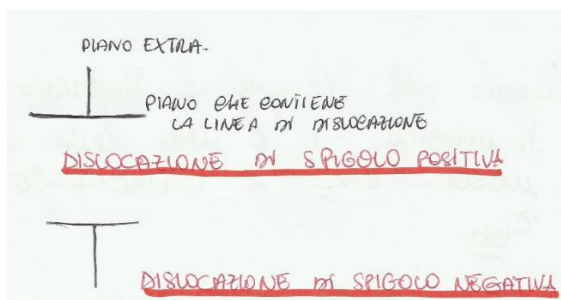 PIANO EXTRA.
PIANO CHE CONTIENE
LA LINEA DI DISLOCAZIONE
DISLOCAZIONE DI SPIGOLO POSITIVA
DISLOCAZIONE DI SPIGOLO NEGATIVA